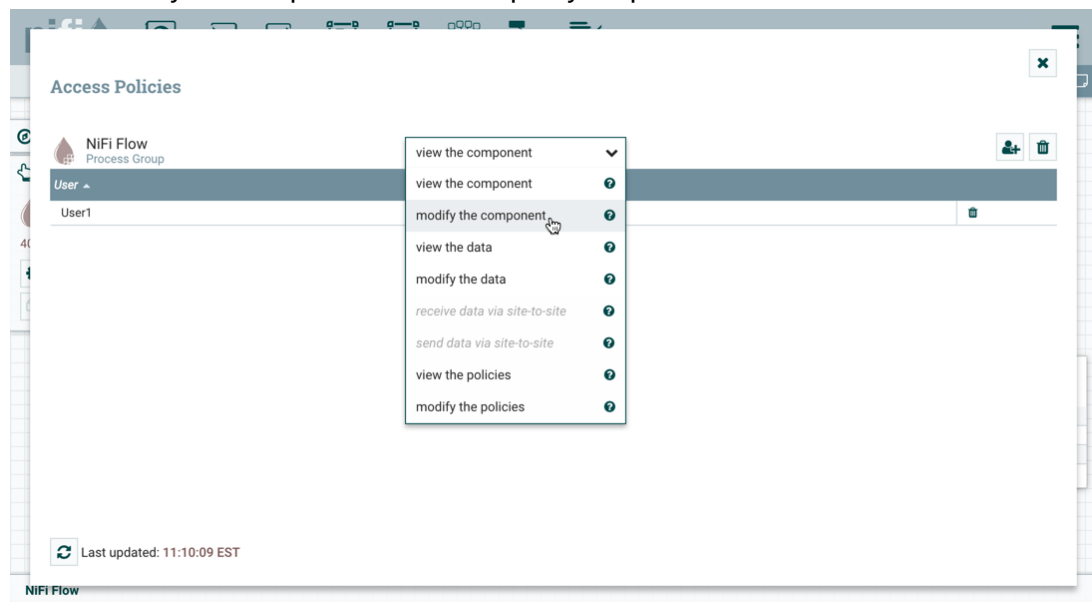 nifi
Access Policies
NiFi Flow
Process Group
view the component
User
view the component
User1
modify the component
view the data
modify the data
receive data via site-to-site
send data via site-to-site
view the policies
modify the policies
Last updated: 11:10:09 EST
NiFi Flow